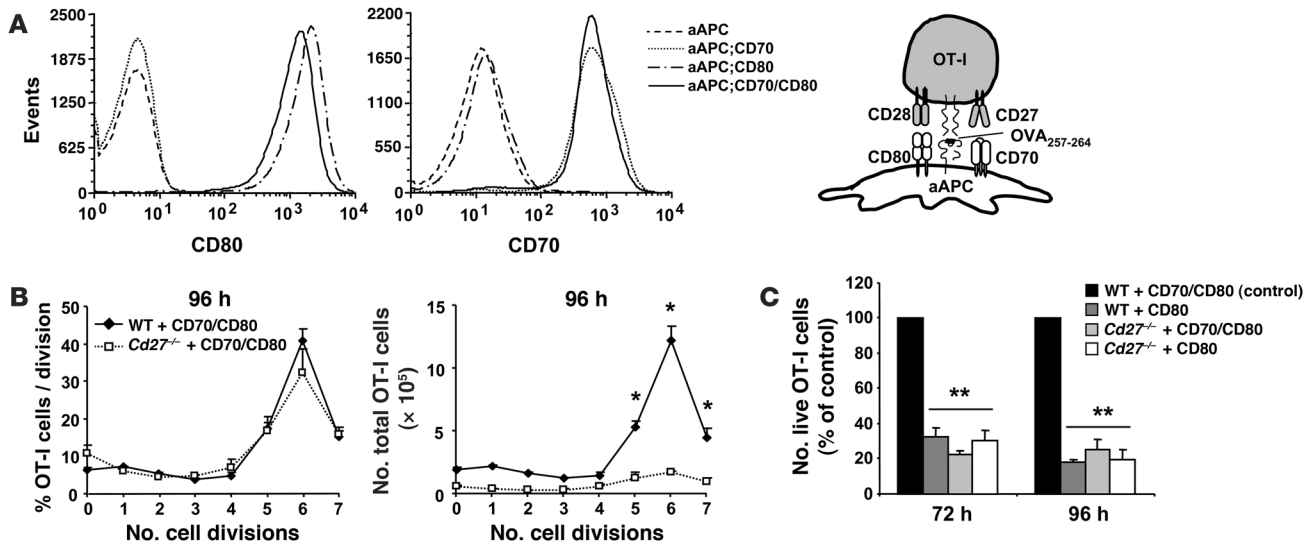 A
2500
1875
1250
625
0
Events
10^0 10^1 10^2 10^3 10^4
CD80
2200
1650
1100
550
0
10^0 10^1 10^2 10^3 10^4
CD70
aAPC
aAPC;CD70
aAPC;CD80
aAPC;CD70/CD80
OT-I
CD28 CD27
OVA257-264
CD80 CD70
aAPC
B
96 h
50
40
30
20
10
0
% OT-I cells / division
WT + CD70/CD80
Cd27–/– + CD70/CD80
0 1 2 3 4 5 6 7
No. cell divisions
96 h
15
10
5
0
No. total OT-I cells
(× 10^5)
* * *
0 1 2 3 4 5 6 7
No. cell divisions
C
120
100
80
60
40
20
0
No. live OT-I cells
(% of control)
WT + CD70/CD80 (control)
WT + CD80
Cd27–/– + CD70/CD80
Cd27–/– + CD80
** **
72 h 96 h